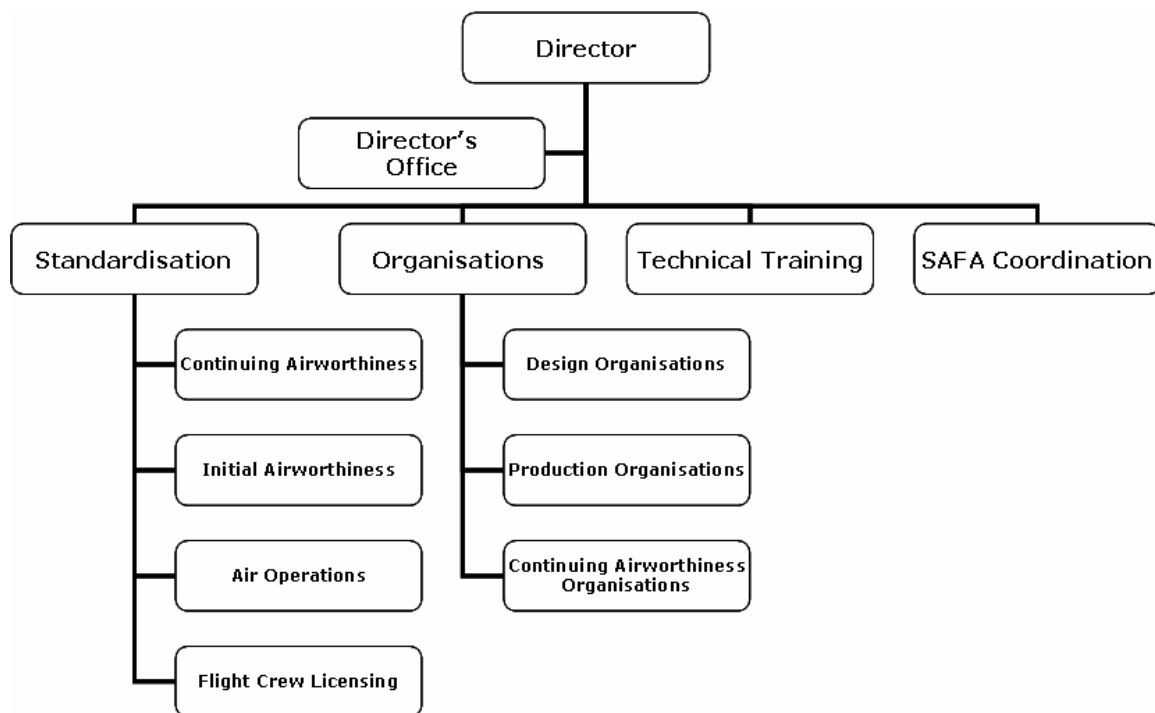 Director
Director's
Office
Standardisation
Organisations
Technical Training
SAFA Coordination
Continuing Airworthiness
Initial Airworthiness
Air Operations
Flight Crew Licensing
Design Organisations
Production Organisations
Continuing Airworthiness
Organisations